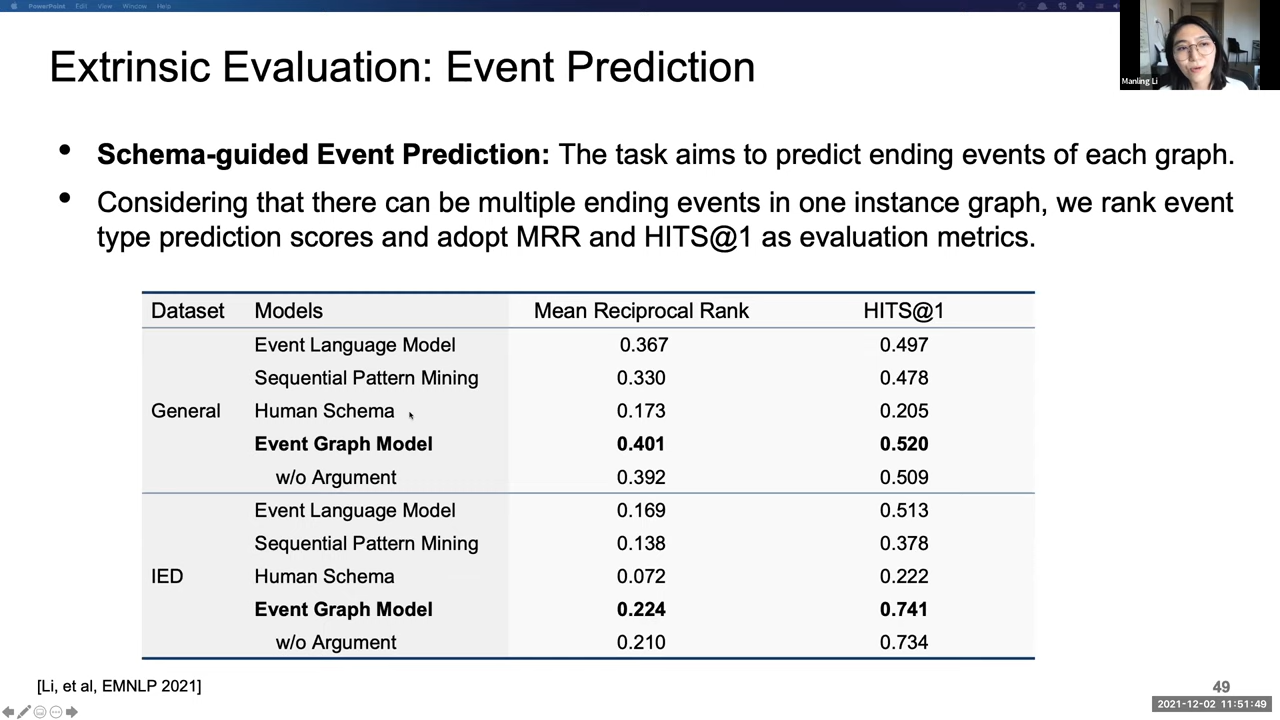 PowerPoint Edit View Window Help
Extrinsic Evaluation: Event Prediction
Manling Li
• Schema-guided Event Prediction: The task aims to predict ending events of each graph.
• Considering that there can be multiple ending events in one instance graph, we rank event
type prediction scores and adopt MRR and HITS@1 as evaluation metrics.
Dataset Models Mean Reciprocal Rank HITS@1
Event Language Model 0.367 0.497
Sequential Pattern Mining 0.330 0.478
General Human Schema 0.173 0.205
Event Graph Model 0.401 0.520
w/o Argument 0.392 0.509
Event Language Model 0.169 0.513
Sequential Pattern Mining 0.138 0.378
IED Human Schema 0.072 0.222
Event Graph Model 0.224 0.741
w/o Argument 0.210 0.734
[Li, et al, EMNLP 2021]
49
2021-12-02 11:51:49